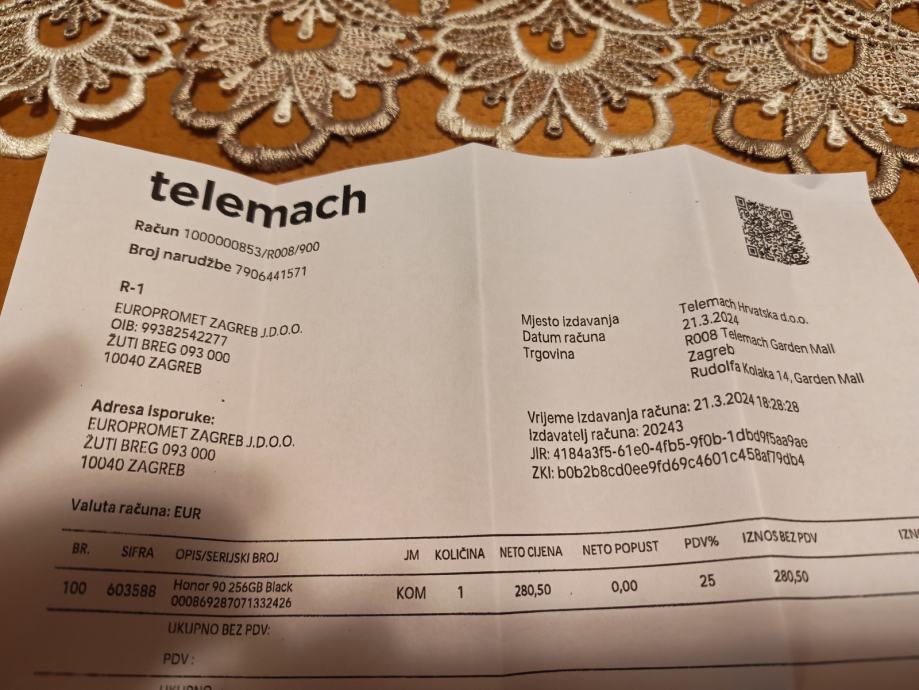 telemach
Račun 1000000853/R008/900
Broj narudžbe 7906441571
R-1
EUROPROMET ZAGREB J.D.O.O.
OIB: 99382542277
ŽUTI BREG 093 000
10040 ZAGREB
Adresa isporuke:
EUROPROMET ZAGREB J.D.O.O.
ŽUTI BREG 093 000
10040 ZAGREB
Valuta računa: EUR
Mjesto izdavanja
Datum računa
Trgovina
Telemach Hrvatska d.o.o.
21.3.2024
R008 Telemach Garden Mall
Zagreb
Rudolfa Kolaka 14, Garden Mall
Vrijeme izdavanja računa: 21.3.2024 18:28:28
Izdavatelj računa: 20243
JIR: 4184a3f5-61e0-4fb5-9f0b-1dbd9f5aa9ae
ZKI: b0b2b8cd0ee9fd69c4601c458af79db4
BR. SIFRA OPIS/SERIJSKI BROJ JM KOLIČINA NETO CIJENA NETO POPUST PDV% IZNOS BEZ PDV IZN
100 603588 Honor 90 256GB Black KOM 1 280,50 0,00 25 280,50
000869287071332426
UKUPNO BEZ PDV:
PDV :
UKUPNO